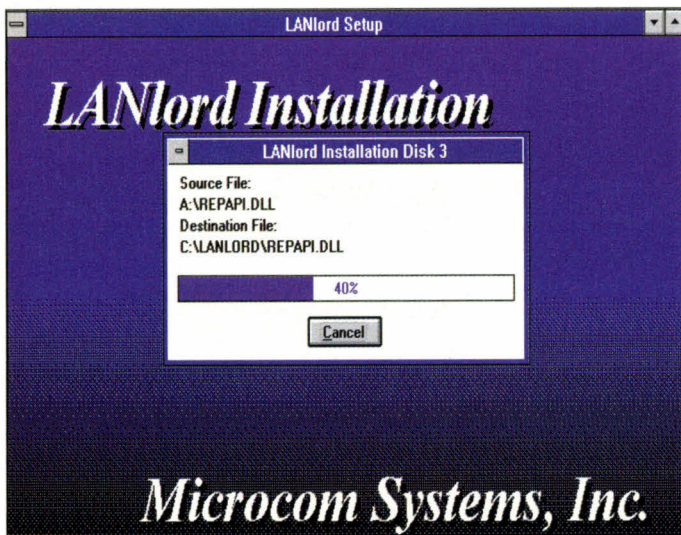 LANlord Setup
LANlord Installation
LANlord Installation Disk 3
Source File:
A:\REPAPI.DLL
Destination File:
C:\LANLORD\REPAPI.DLL
40%
Cancel
Microcom Systems, Inc.